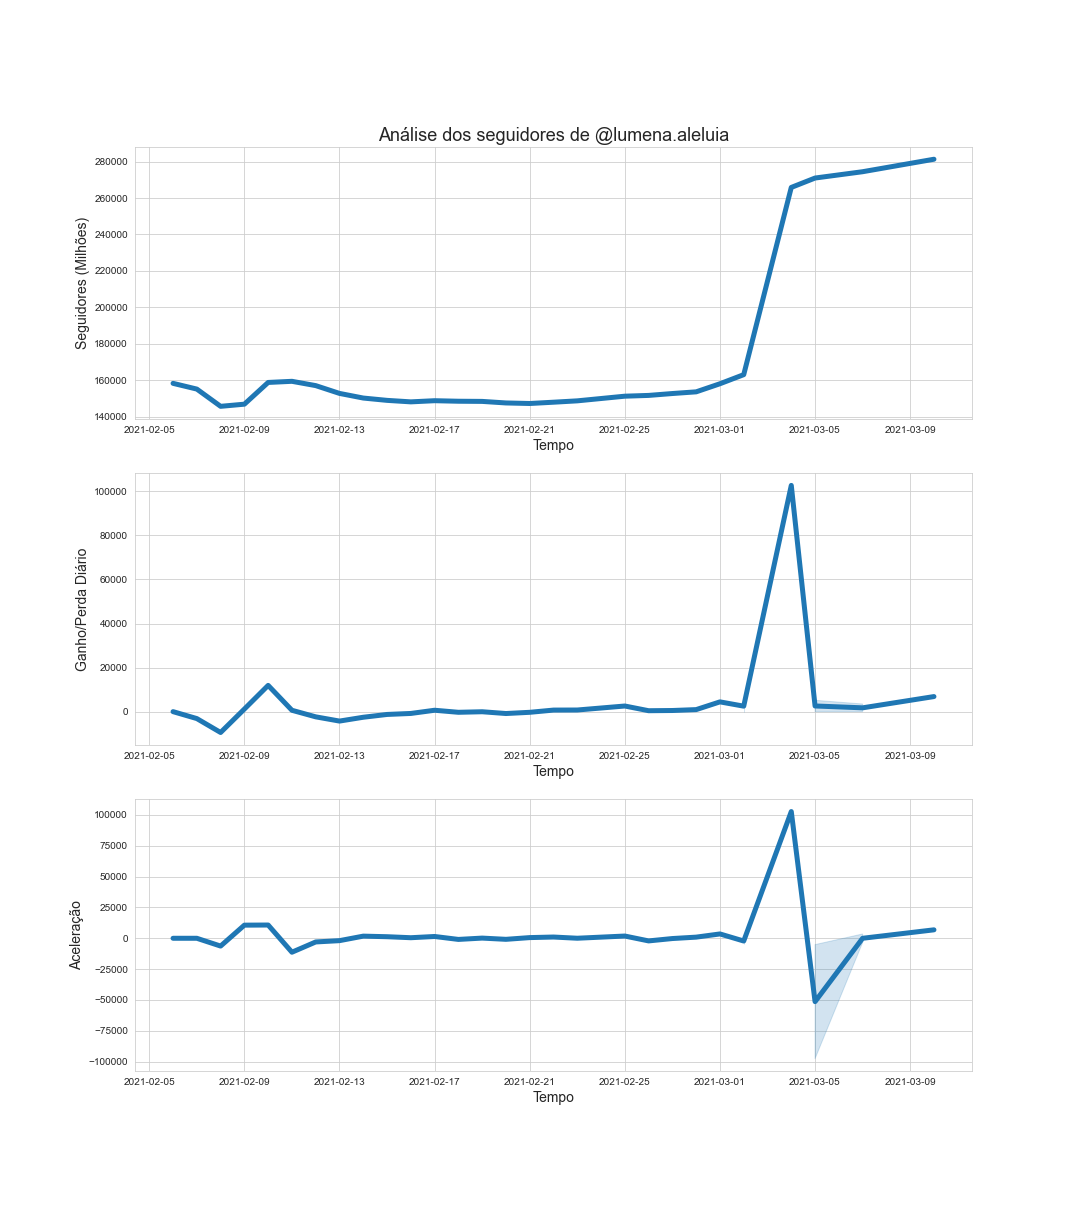 Análise dos seguidores de @lumena.aleluia
Seguidores (Milhões)
280000
260000
240000
220000
200000
180000
160000
140000
2021-02-05 2021-02-09 2021-02-13 2021-02-17 2021-02-21 2021-02-25 2021-03-01 2021-03-05 2021-03-09
Tempo
Ganho/Perda Diário
100000
80000
60000
40000
20000
0
2021-02-05 2021-02-09 2021-02-13 2021-02-17 2021-02-21 2021-02-25 2021-03-01 2021-03-05 2021-03-09
Tempo
Aceleração
100000
75000
50000
25000
0
−25000
−50000
−75000
−100000
2021-02-05 2021-02-09 2021-02-13 2021-02-17 2021-02-21 2021-02-25 2021-03-01 2021-03-05 2021-03-09
Tempo